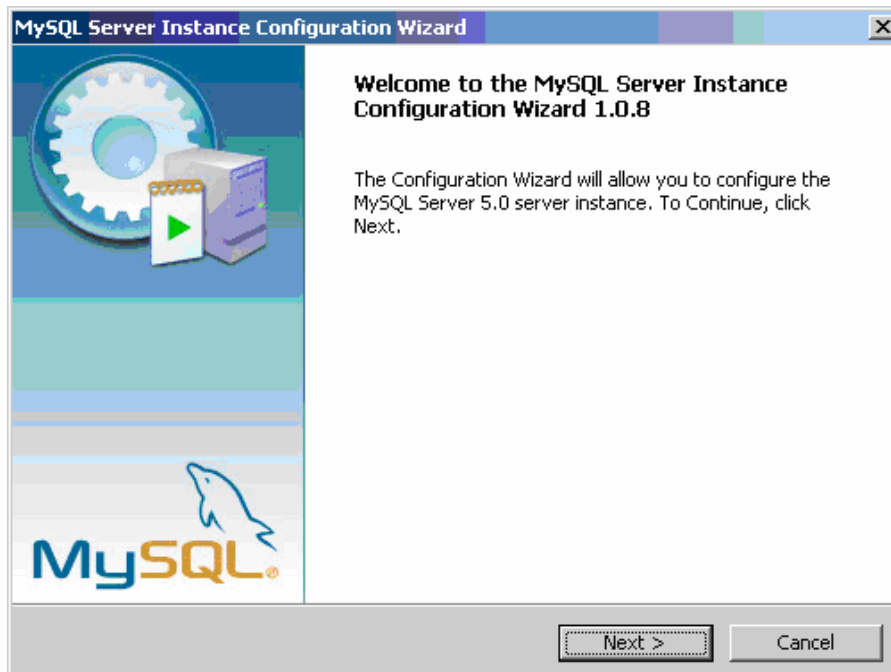 MySQL Server Instance Configuration Wizard
Welcome to the MySQL Server Instance
Configuration Wizard 1.0.8
The Configuration Wizard will allow you to configure the
MySQL Server 5.0 server instance. To Continue, click
Next.
MySQL®
Next >
Cancel